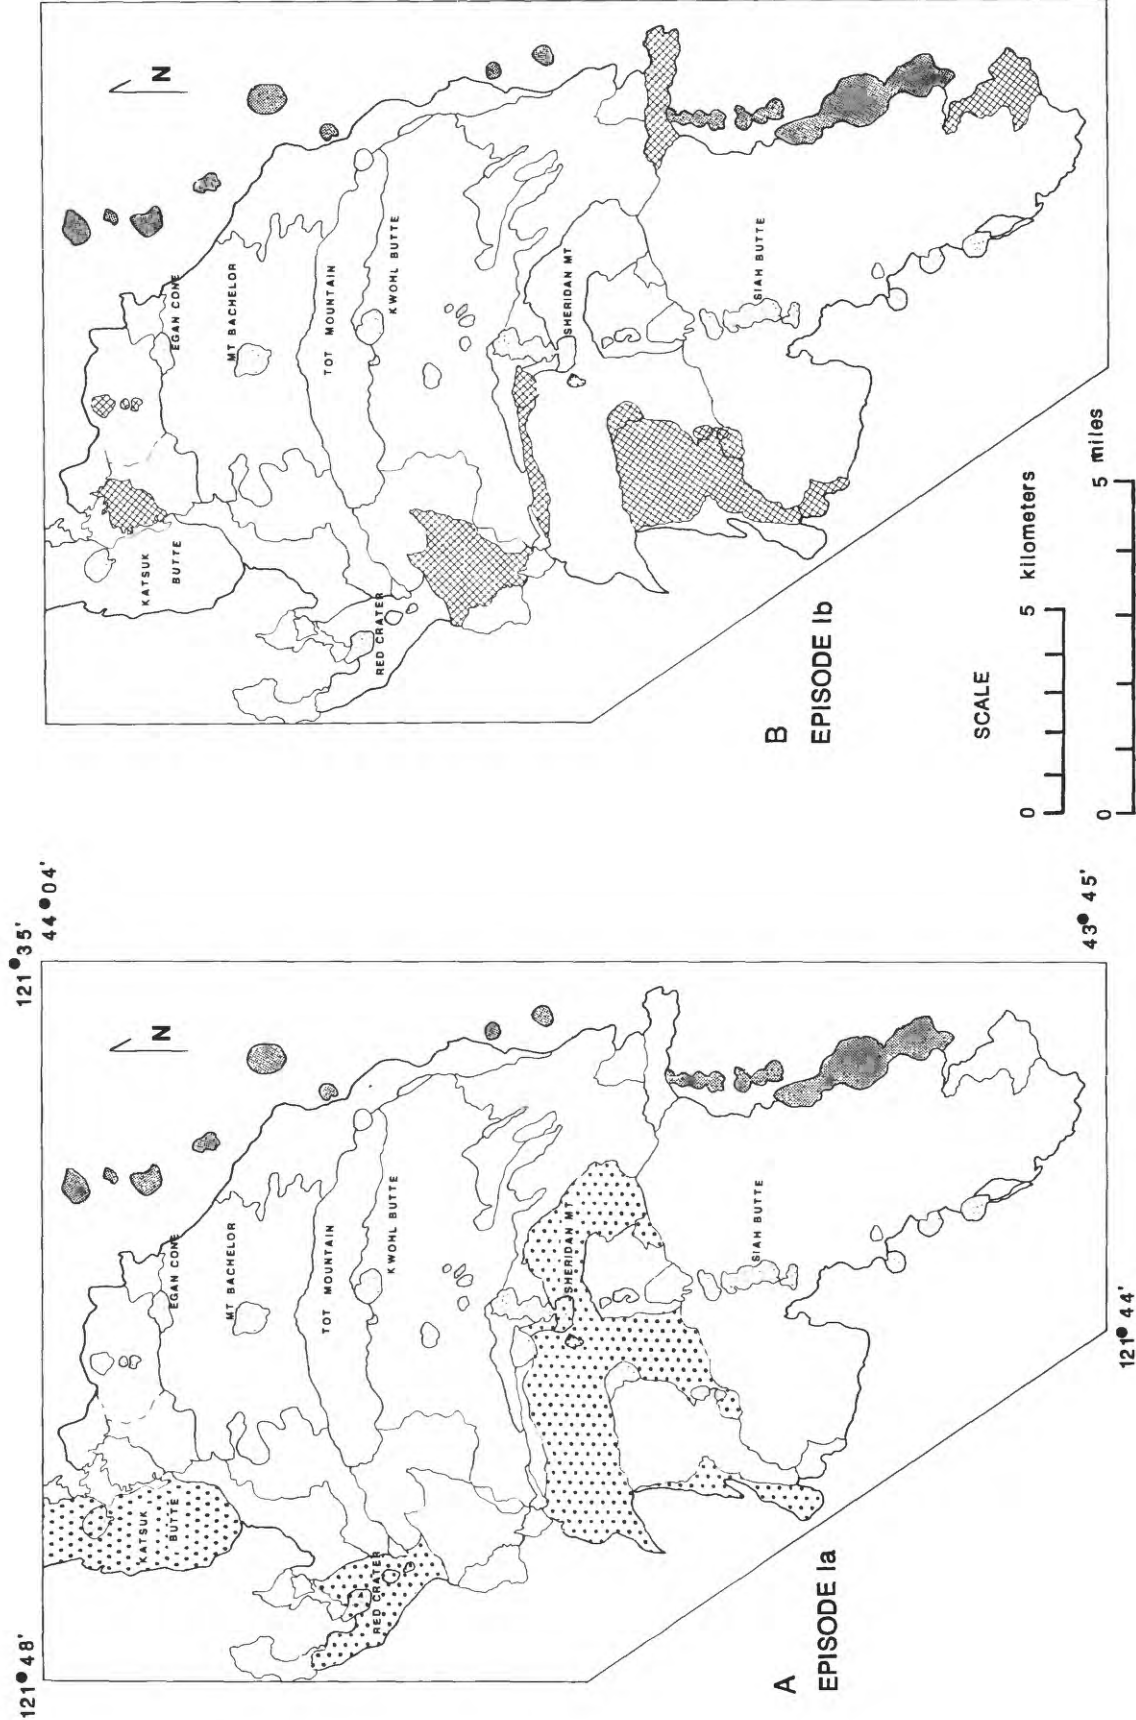 121°48'
121°35'
44°04'
N
KATSUK
BUTTE
EGAN CONE
MT BACHELOR
TOT MOUNTAIN
RED CRATER
KWOHL BUTTE
SHERIDAN MT
SIAH BUTTE
A
EPISODE Ia
121°44'
43°45'
N
KATSUK
BUTTE
EGAN CONE
MT BACHELOR
TOT MOUNTAIN
RED CRATER
KWOHL BUTTE
SHERIDAN MT
SIAH BUTTE
B
EPISODE Ib
SCALE
0 5 kilometers
0 5 miles